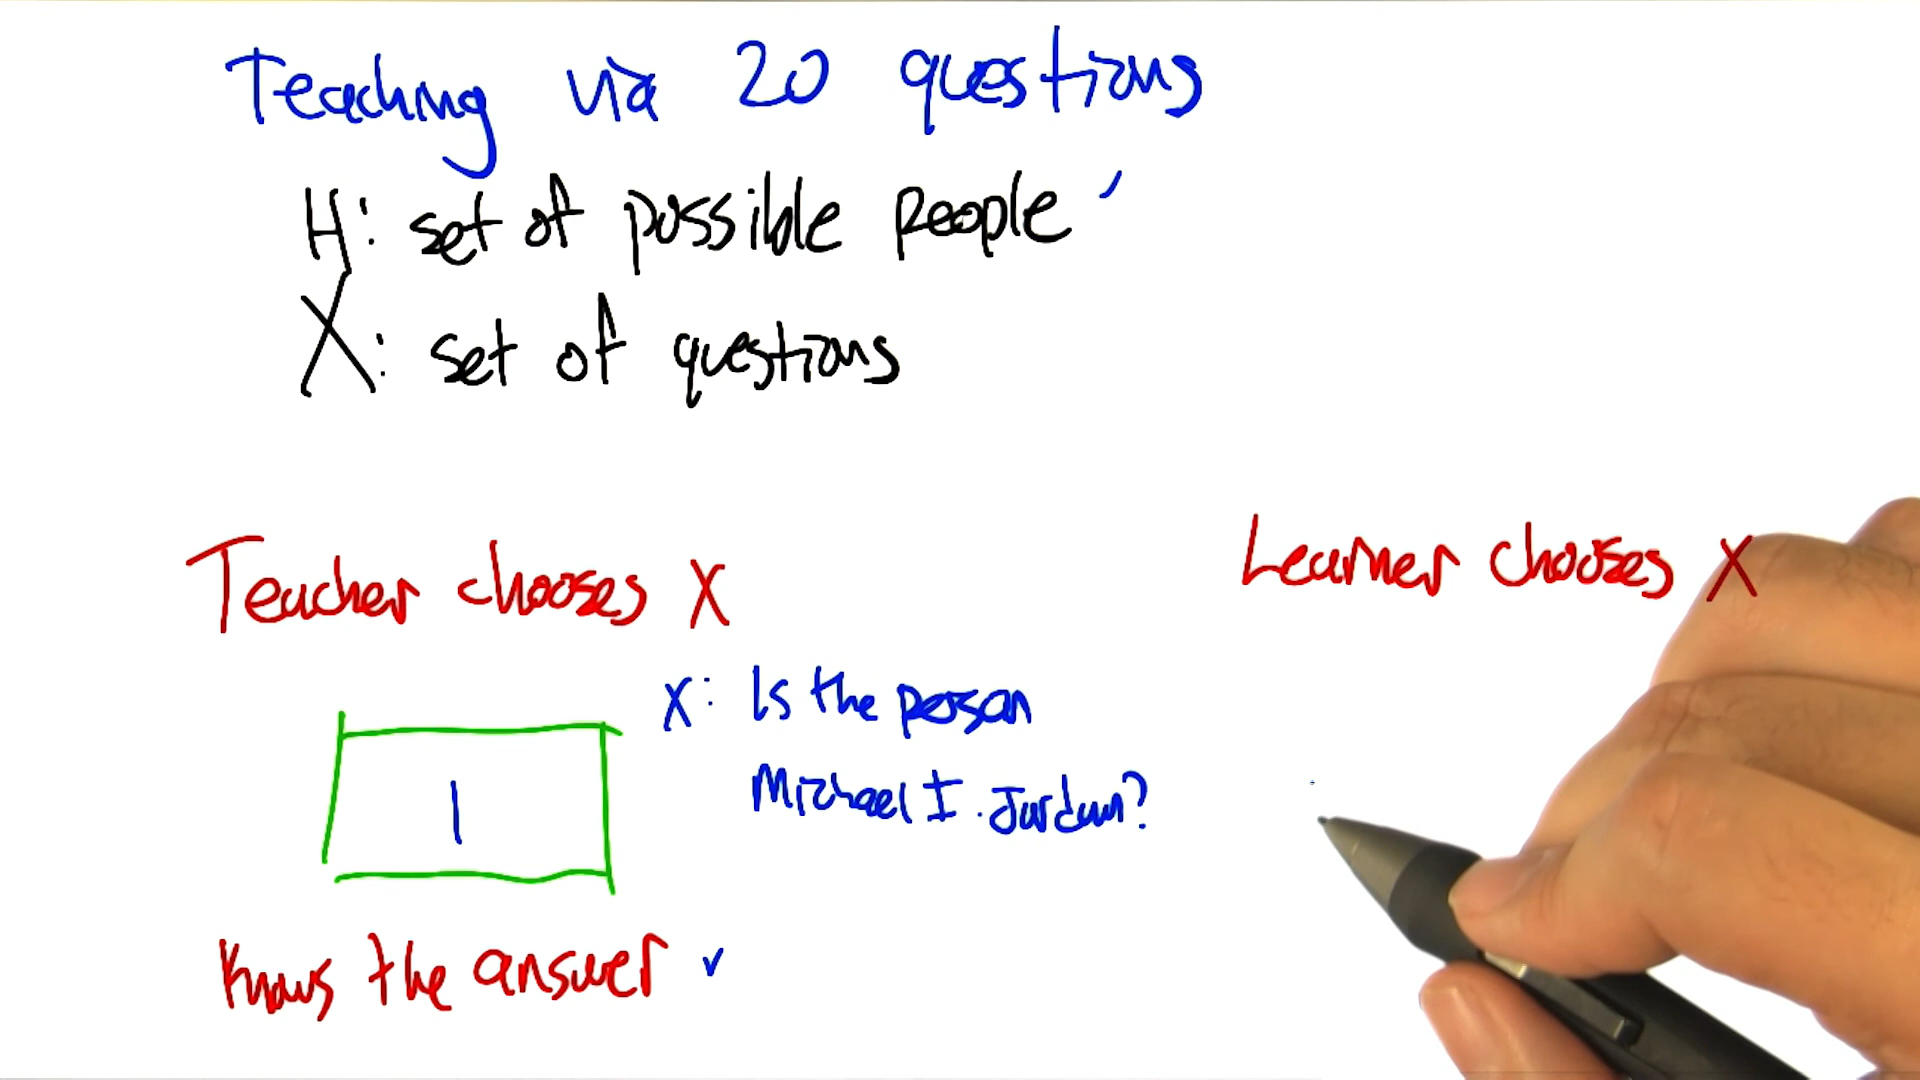 Teaching via 20 questions
H: set of possible people
X: set of questions
Teacher chooses X
Learner chooses X
X: Is the person
Michael I. Jordan?
1
Knows the answer ✓